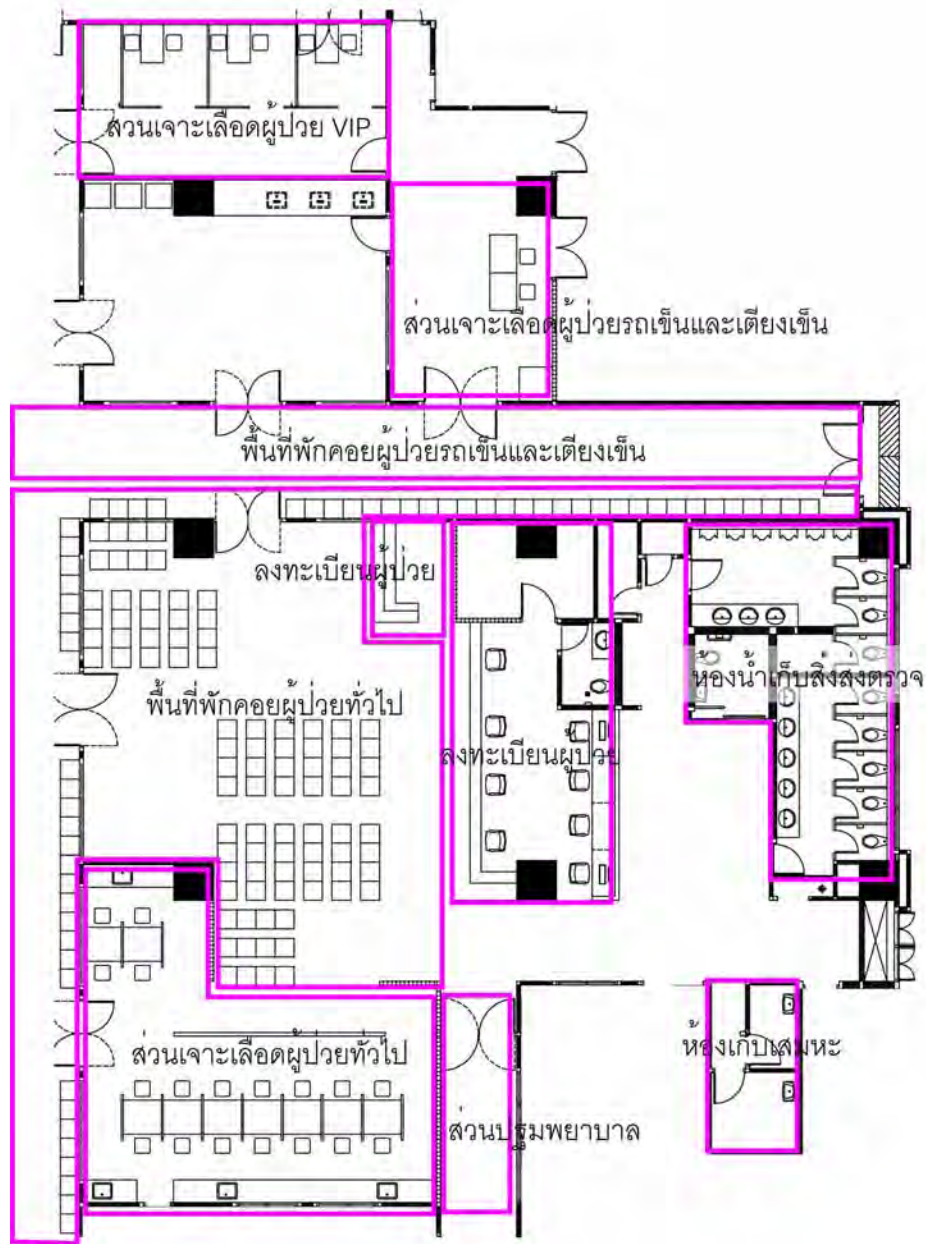 ส่วนเจาะเลือดผู้ป่วย VIP
ส่วนเจาะเลือดผู้ป่วยรถเข็นและเตียงเข็น
พื้นที่พักคอยผู้ป่วยรถเข็นและเตียงเข็น
ลงทะเบียนผู้ป่วย
ห้องน้ำเก็บสิ่งส่งตรวจ
พื้นที่พักคอยผู้ป่วยทั่วไป
ลงทะเบียนผู้ป่วย
ส่วนเจาะเลือดผู้ป่วยทั่วไป
ห้องเก็บเสมหะ
ส่วนปฐมพยาบาล